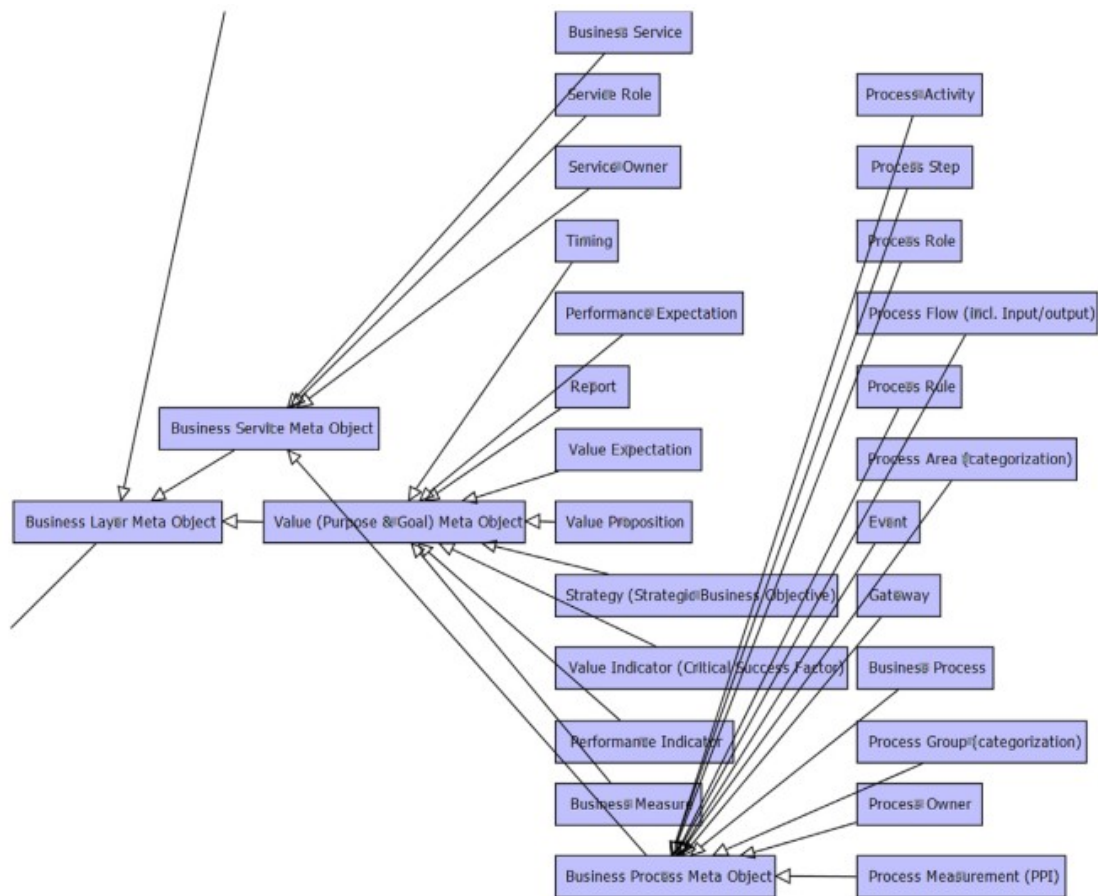 Business Service
Service Role
Process Activity
Service Owner
Process Step
Timing
Process Role
Performance Expectation
Process Flow (incl. Input/output)
Report
Process Rule
Business Service Meta Object
Value Expectation
Process Area (categorization)
Business Layer Meta Object
Value (Purpose & Goal) Meta Object
Value Proposition
Event
Strategy (Strategic Business Objective)
Gateway
Value Indicator (Critical Success Factor)
Business Process
Performance Indicator
Process Group (categorization)
Business Measure
Process Owner
Business Process Meta Object
Process Measurement (PPI)